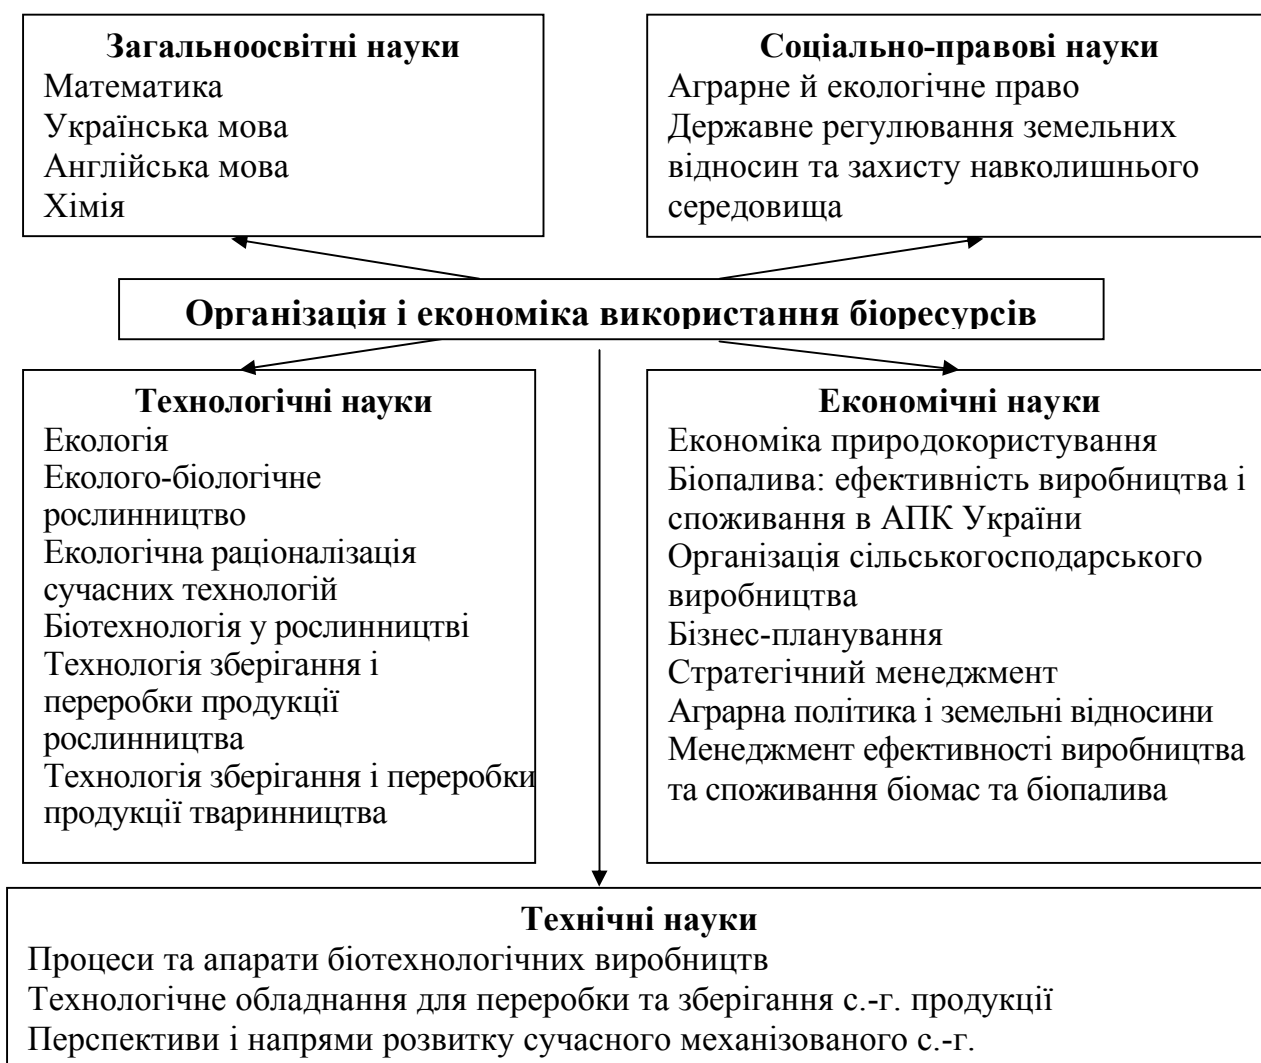 Загальноосвітні науки
Математика
Українська мова
Англійська мова
Хімія
Соціально-правові науки
Аграрне й екологічне право
Державне регулювання земельних
відносин та захисту навколишнього
середовища
Організація і економіка використання біоресурсів
Технологічні науки
Екологія
Еколого-біологічне
рослинництво
Екологічна раціоналізація
сучасних технологій
Біотехнологія у рослинництві
Технологія зберігання і
переробки продукції
рослинництва
Технологія зберігання і переробки
продукції тваринництва
Економічні науки
Економіка природокористування
Біопалива: ефективність виробництва і
споживання в АПК України
Організація сільськогосподарського
виробництва
Бізнес-планування
Стратегічний менеджмент
Аграрна політика і земельні відносини
Менеджмент ефективності виробництва
та споживання біомас та біопалива
Технічні науки
Процеси та апарати біотехнологічних виробництв
Технологічне обладнання для переробки та зберігання с.-г. продукції
Перспективи і напрями розвитку сучасного механізованого с.-г.